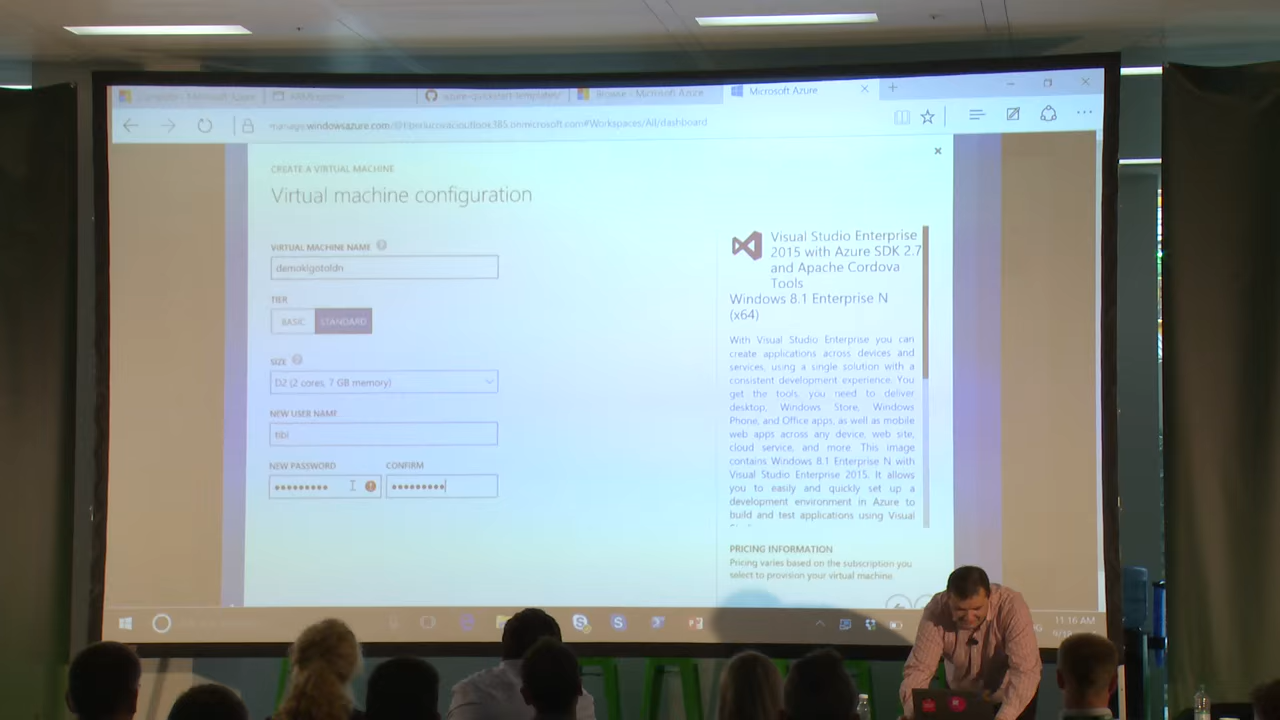 Microsoft Azure
CREATE A VIRTUAL MACHINE
Virtual machine configuration
VIRTUAL MACHINE NAME
TIER
BASIC STANDARD
SIZE
D2 (2 cores, 7 GB memory)
NEW USER NAME
tibi
NEW PASSWORD CONFIRM
Visual Studio Enterprise
2015 with Azure SDK 2.7
and Apache Cordova
Tools
Windows 8.1 Enterprise N
(x64)
With Visual Studio Enterprise you can
create applications across devices and
services, using a single solution with a
consistent development experience. You
get the tools you need to deliver
desktop, Windows Store, Windows
Phone, and Office apps, as well as mobile
web apps across any device, web site,
cloud service, and more This image
contains Windows 8.1 Enterprise N with
Visual Studio Enterprise 2015. It allows
you to easily and quickly set up a
development environment in Azure to
build and test applications using Visual
PRICING INFORMATION
Pricing varies based on the subscription you
select to provision your virtual machine.
11:16 AM